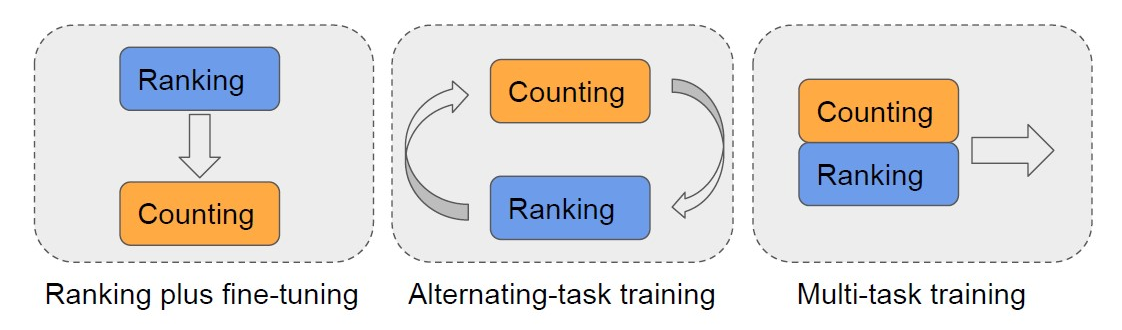 Ranking
Counting
Ranking plus fine-tuning
Counting
Ranking
Alternating-task training
Counting
Ranking
Multi-task training